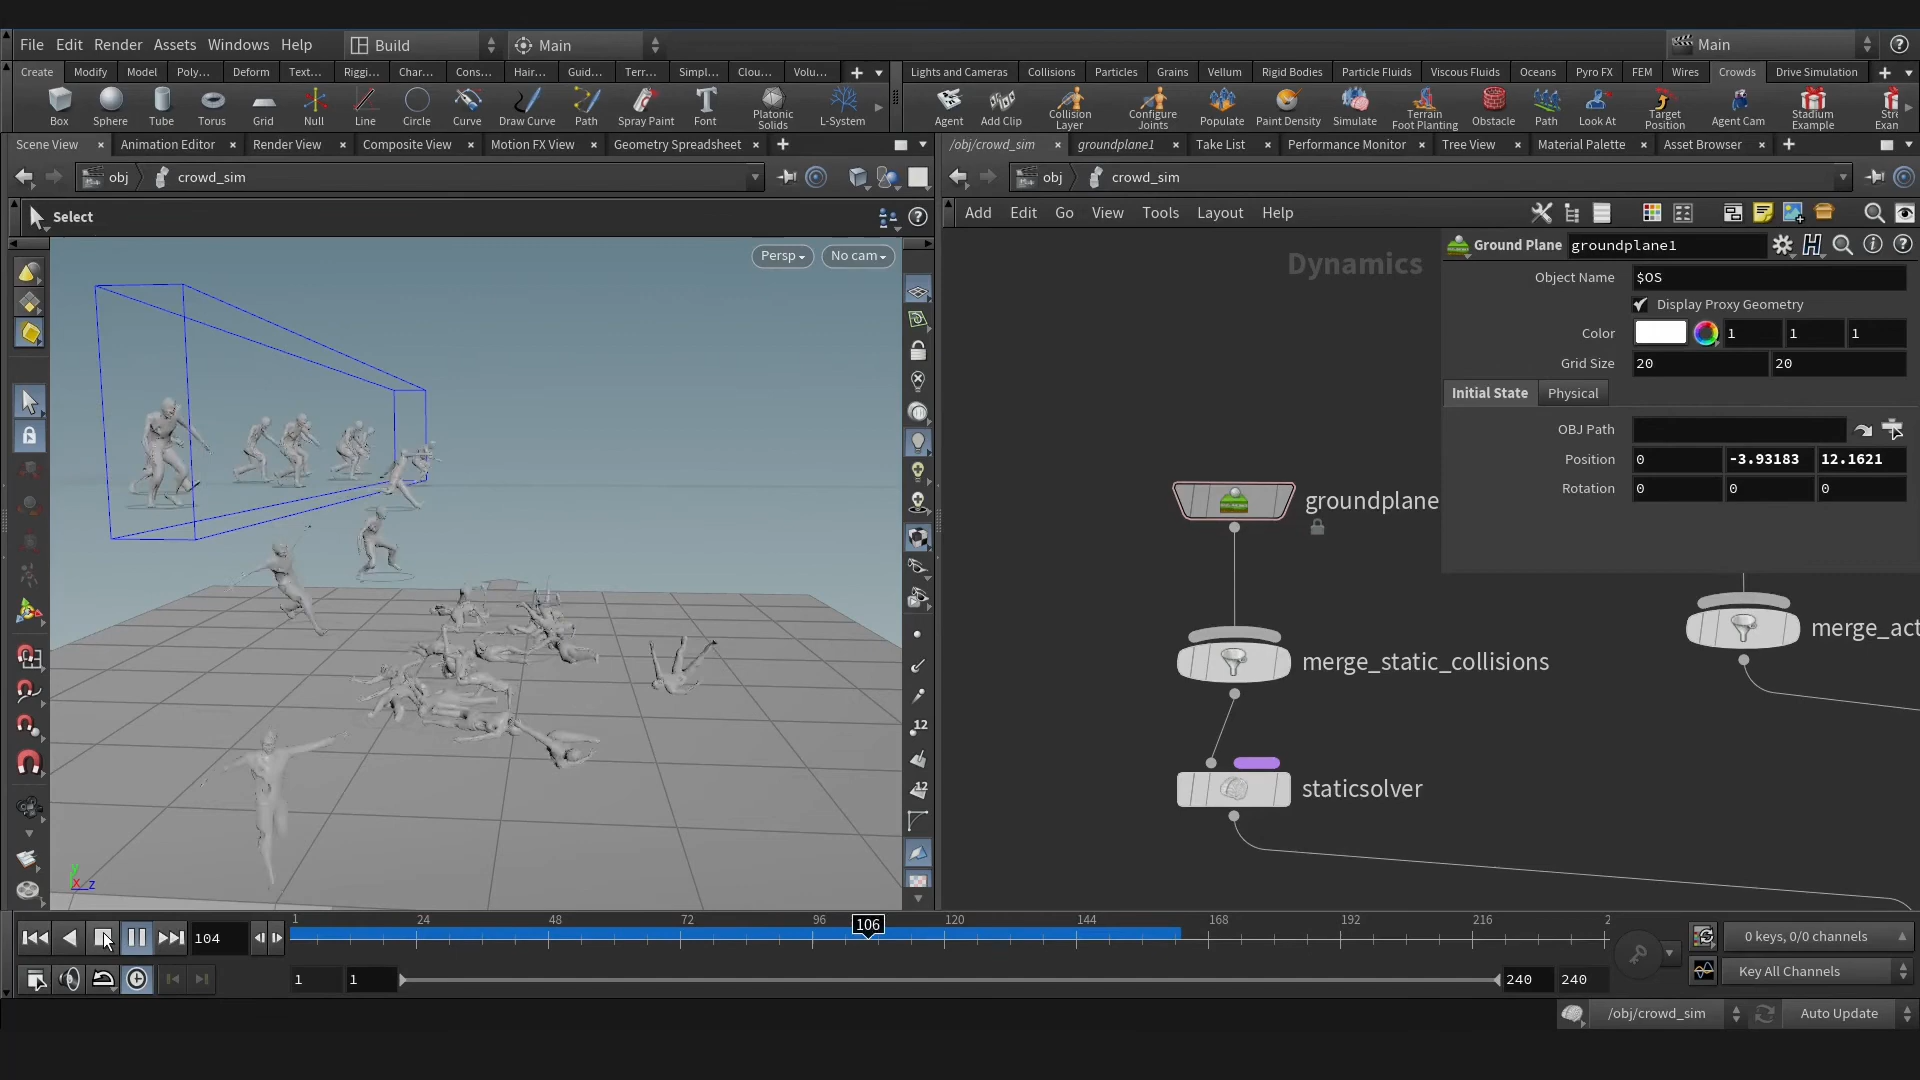 File Edit Render Assets Windows Help Build Main Main
Create Modify Model Poly... Deform Text... Riggi... Char... Cons... Hair... Guid... Terr... Simpl... Clou... Volu...
Lights and Cameras Collisions Particles Grains Vellum Rigid Bodies Particle Fluids Viscous Fluids Oceans Pyro FX FEM Wires Crowds Drive Simulation
Box Sphere Tube Torus Grid Null Line Circle Curve Draw Curve Path Spray Paint Font Platonic Solids L-System
Agent Add Clip Collision Layer Configure Joints Populate Paint Density Simulate Terrain Foot Planting Obstacle Path Look At Target Position Agent Cam Stadium Example Stre Exan
Scene View Animation Editor Render View Composite View Motion FX View Geometry Spreadsheet
/obj/crowd_sim groundplane1 Take List Performance Monitor Tree View Material Palette Asset Browser
obj crowd_sim
obj crowd_sim
Select
Add Edit Go View Tools Layout Help
Persp No cam
Dynamics
Ground Plane groundplane1
Object Name $OS
Display Proxy Geometry
Color 1 1 1
Grid Size 20 20
Initial State Physical
OBJ Path
Position 0 -3.93183 12.1621
Rotation 0 0 0
groundplane
merge_act
merge_static_collisions
staticsolver
12
12
y
x z
1 24 48 72 96 106 120 144 168 192 216 2
104
0 keys, 0/0 channels
1 1 240 240
Key All Channels
/obj/crowd_sim Auto Update